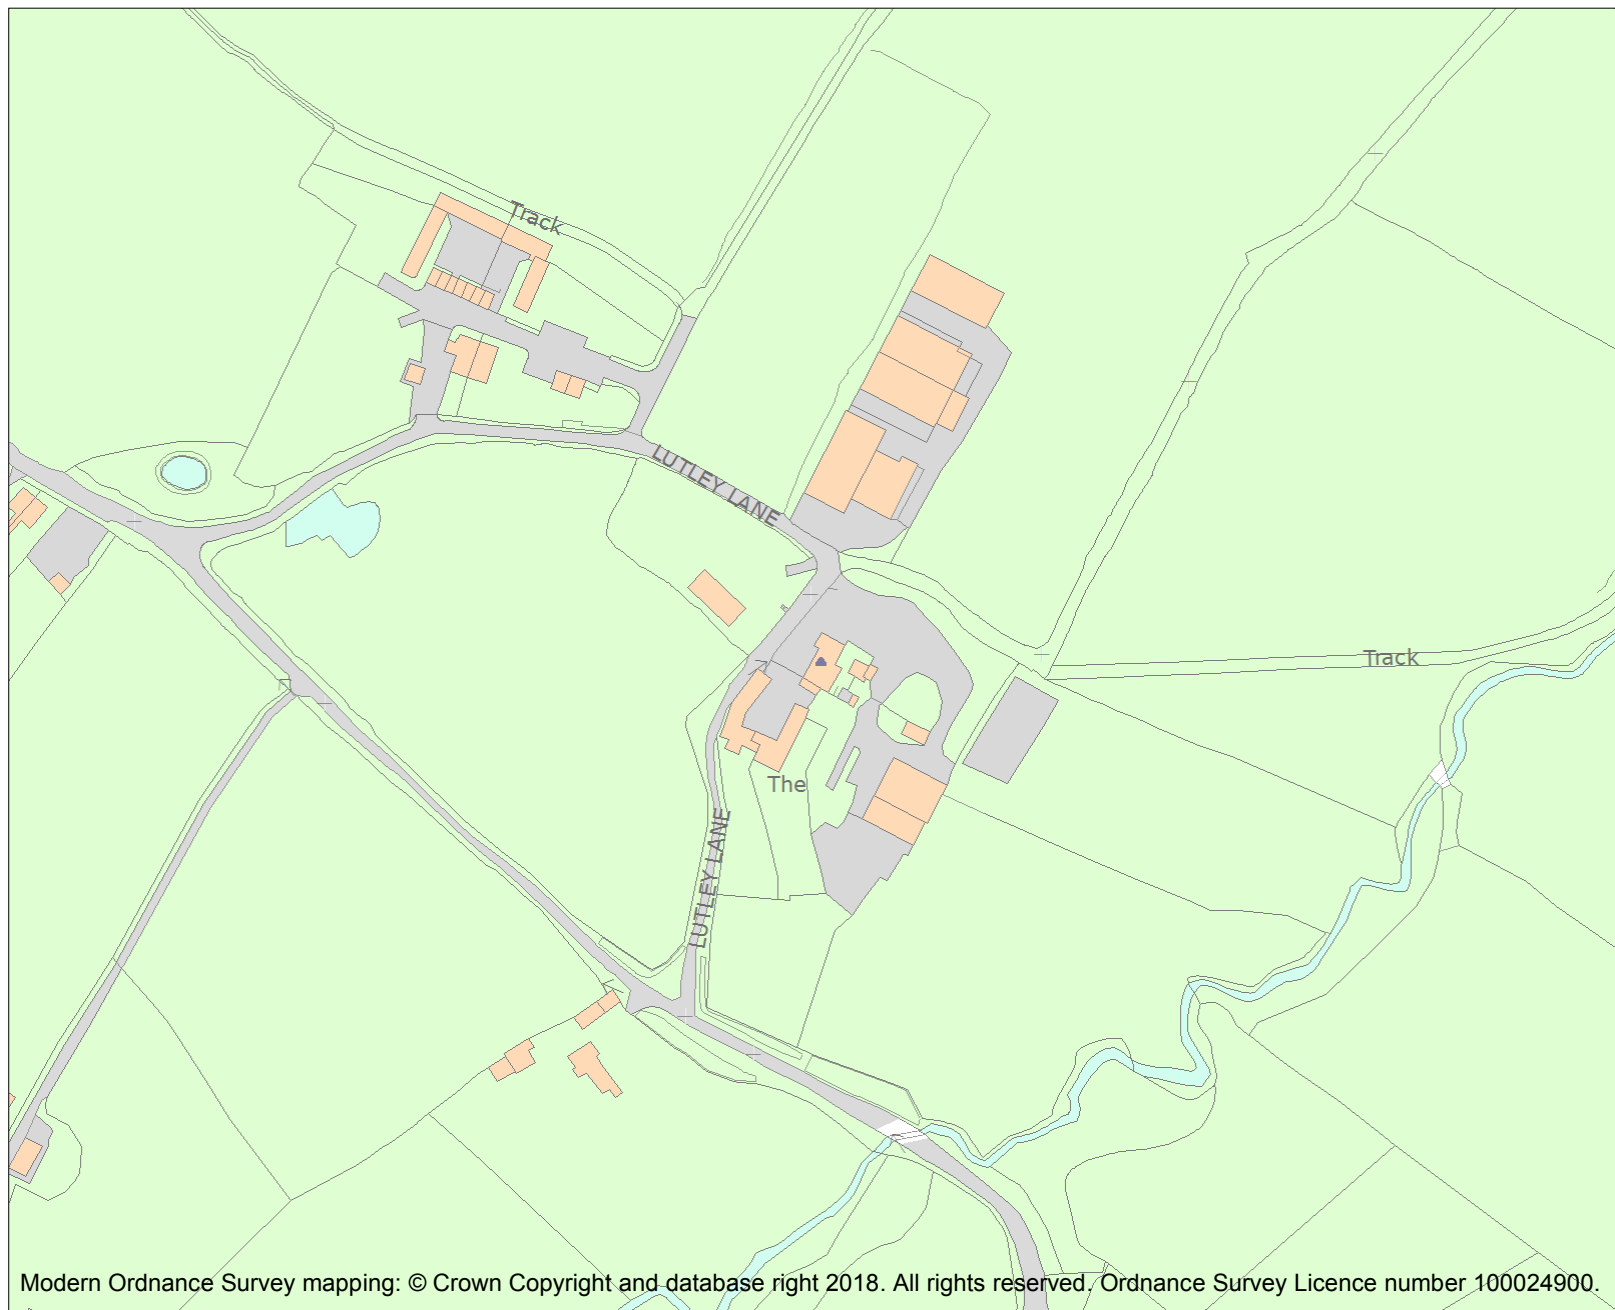 Track
LUTLEY LANE
Track
The
LUTLEY LANE
Modern Ordnance Survey mapping: © Crown Copyright and database right 2018. All rights reserved. Ordnance Survey Licence number 100024900.